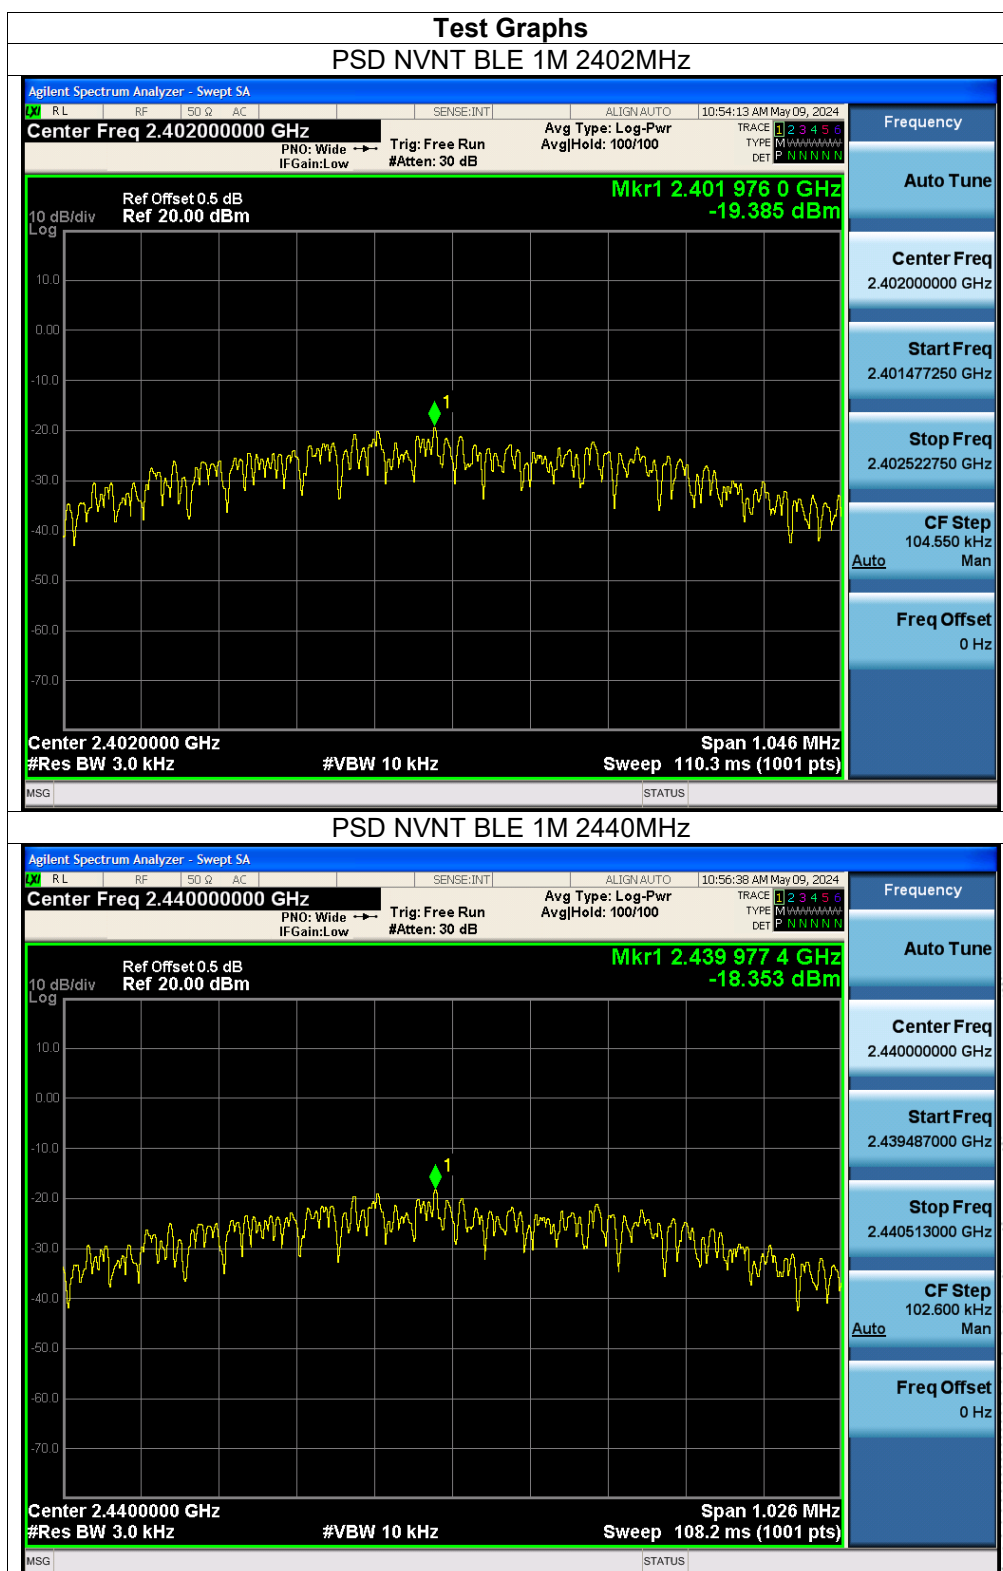 Test Graphs
PSD NVNT BLE 1M 2402MHz
Agilent Spectrum Analyzer - Swept SA
LXI RL RF 50 Ω AC SENSE:INT ALIGN AUTO 10:54:13 AM May 09, 2024
Center Freq 2.402000000 GHz
PNO: Wide
IFGain:Low
Trig: Free Run
#Atten: 30 dB
Avg Type: Log-Pwr
Avg|Hold: 100/100
TRACE 1 2 3 4 5 6
TYPE M WWWWW
DET P N N N N N
Frequency
Auto Tune
Mkr1 2.401 976 0 GHz
-19.385 dBm
Ref Offset 0.5 dB
10 dB/div Ref 20.00 dBm
Log
10.0
0.00
-10.0
-20.0
-30.0
-40.0
-50.0
-60.0
-70.0
1
Center Freq
2.402000000 GHz
Start Freq
2.401477250 GHz
Stop Freq
2.402522750 GHz
CF Step
104.550 kHz
Auto Man
Freq Offset
0 Hz
Center 2.4020000 GHz Span 1.046 MHz
#Res BW 3.0 kHz #VBW 10 kHz Sweep 110.3 ms (1001 pts)
MSG STATUS
PSD NVNT BLE 1M 2440MHz
Agilent Spectrum Analyzer - Swept SA
LXI RL RF 50 Ω AC SENSE:INT ALIGN AUTO 10:56:38 AM May 09, 2024
Center Freq 2.440000000 GHz
PNO: Wide
IFGain:Low
Trig: Free Run
#Atten: 30 dB
Avg Type: Log-Pwr
Avg|Hold: 100/100
TRACE 1 2 3 4 5 6
TYPE M WWWWW
DET P N N N N N
Frequency
Auto Tune
Mkr1 2.439 977 4 GHz
-18.353 dBm
Ref Offset 0.5 dB
10 dB/div Ref 20.00 dBm
Log
10.0
0.00
-10.0
-20.0
-30.0
-40.0
-50.0
-60.0
-70.0
1
Center Freq
2.440000000 GHz
Start Freq
2.439487000 GHz
Stop Freq
2.440513000 GHz
CF Step
102.600 kHz
Auto Man
Freq Offset
0 Hz
Center 2.4400000 GHz Span 1.026 MHz
#Res BW 3.0 kHz #VBW 10 kHz Sweep 108.2 ms (1001 pts)
MSG STATUS